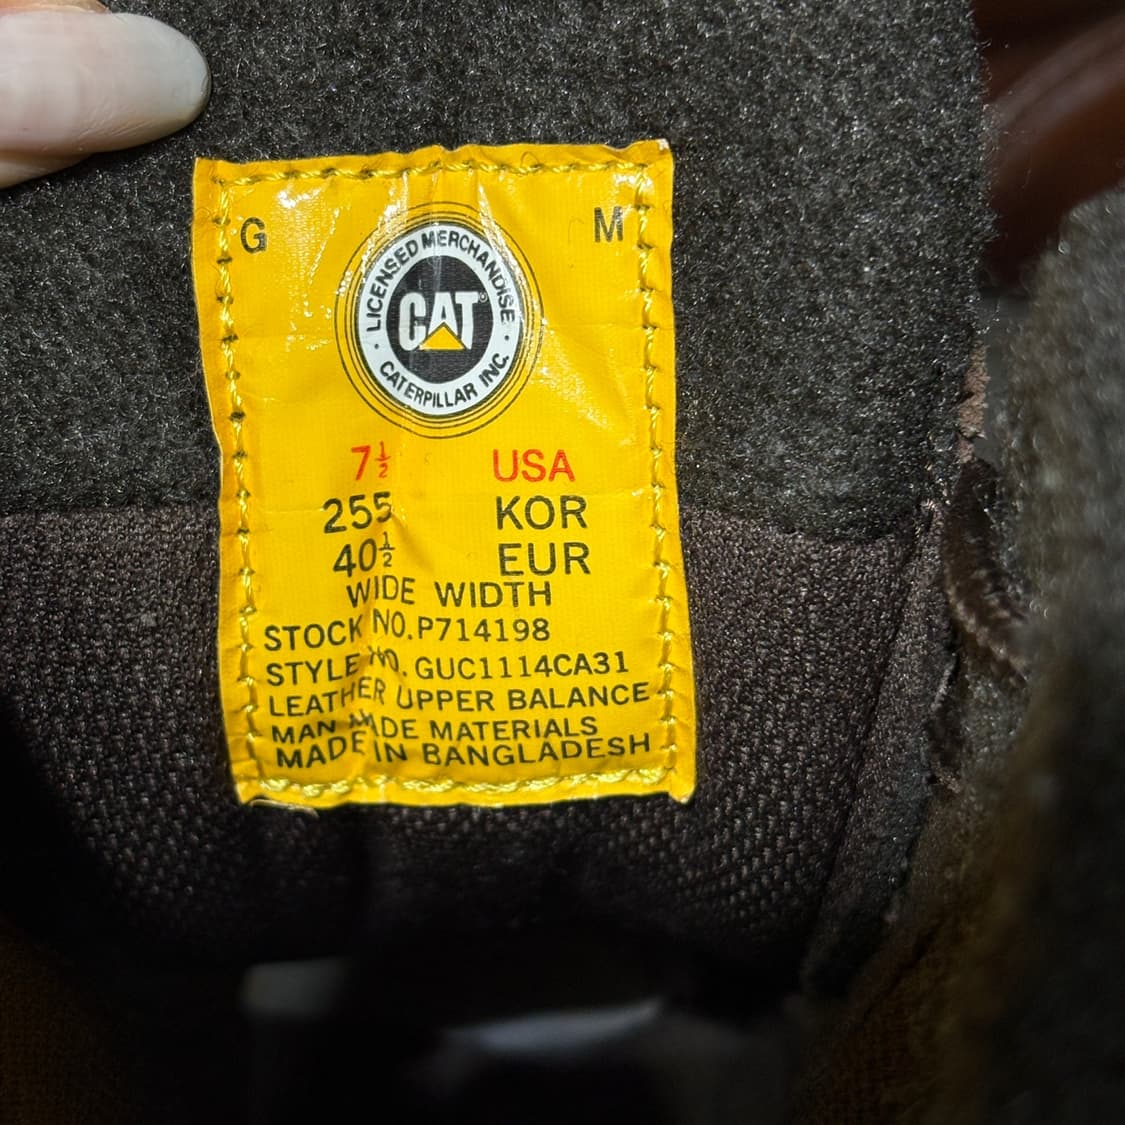 G M
LICENSED MERCHANDISE
CAT®
· CATERPILLAR INC. ·
7½ USA
255 KOR
40½ EUR
WIDE WIDTH
STOCK NO.P714198
STYLE NO.GUC1114CA31
LEATHER UPPER BALANCE
MAN MADE MATERIALS
MADE IN BANGLADESH